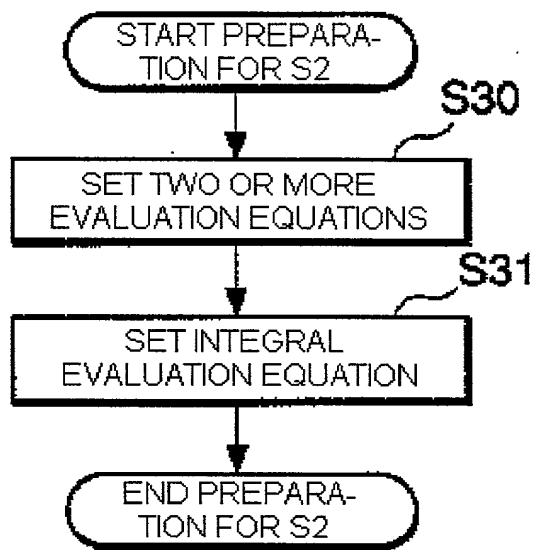 START PREPARA-
TION FOR S2
S30
SET TWO OR MORE
EVALUATION EQUATIONS
S31
SET INTEGRAL
EVALUATION EQUATION
END PREPARA-
TION FOR S2